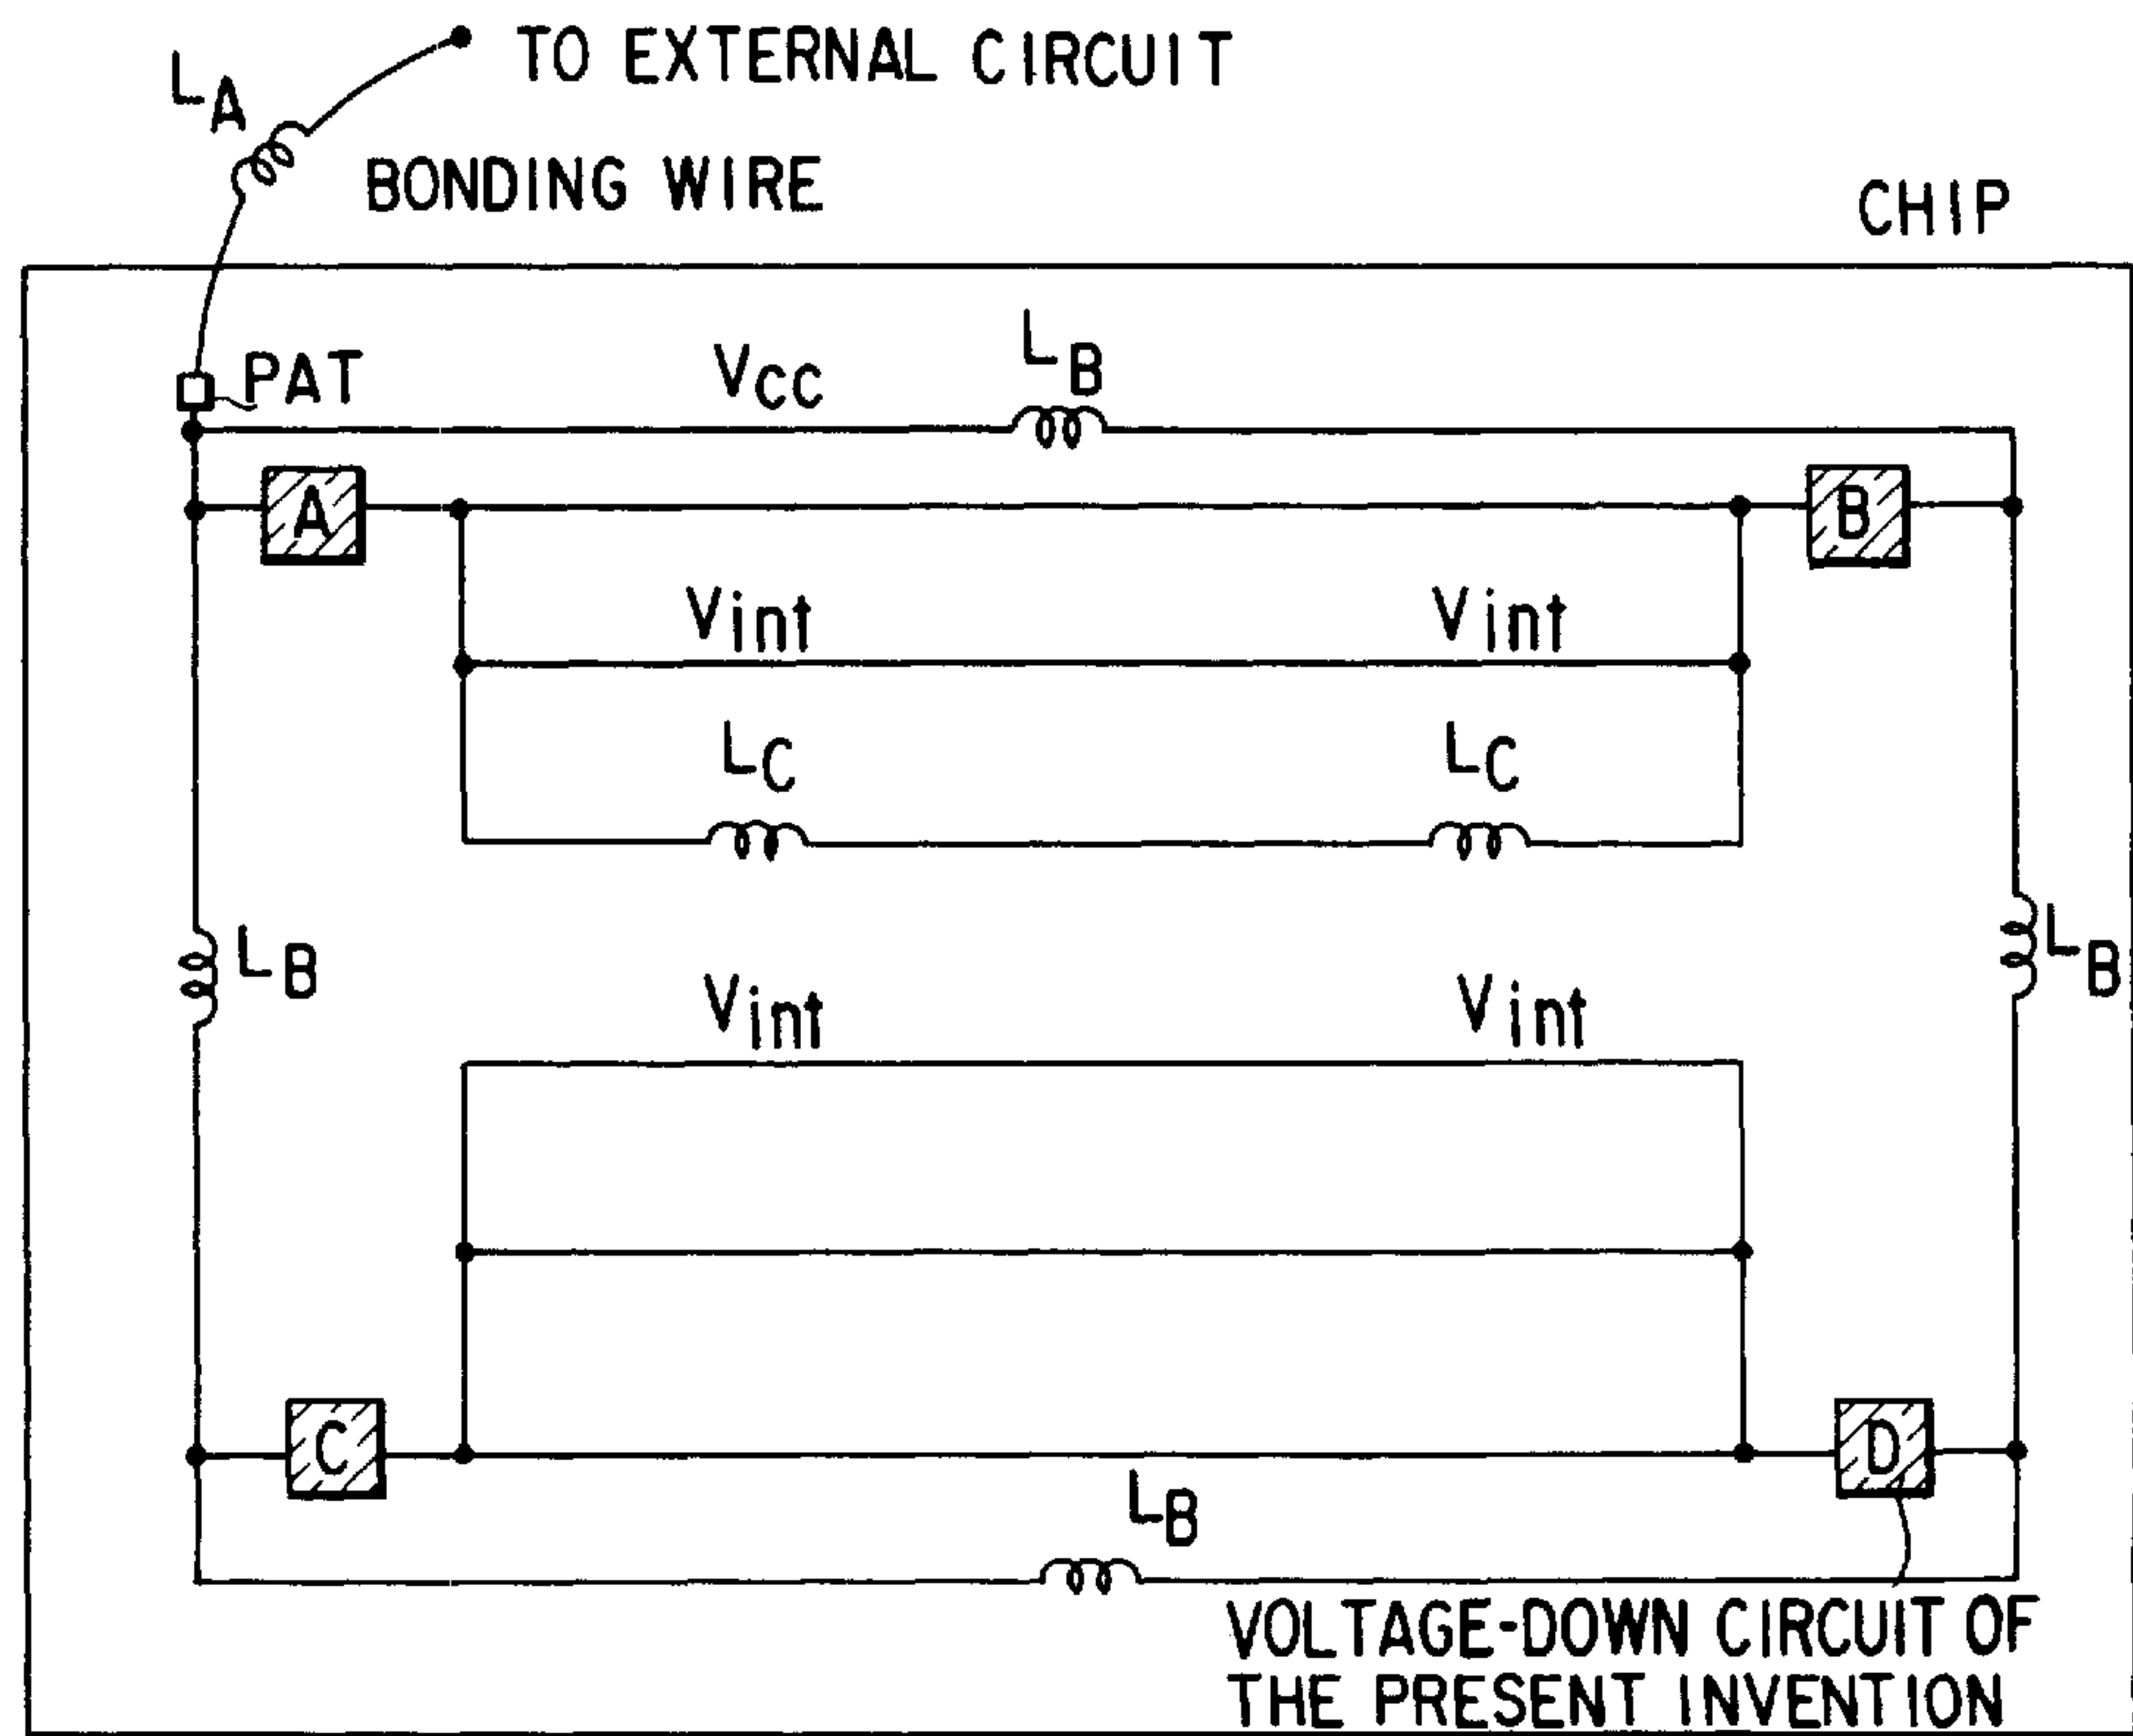 LA
TO EXTERNAL CIRCUIT
BONDING WIRE
CHIP
PAT
VCC
LB
A
B
Vint
Vint
LC
LC
LB
LB
Vint
Vint
C
D
LB
VOLTAGE-DOWN CIRCUIT OF
THE PRESENT INVENTION